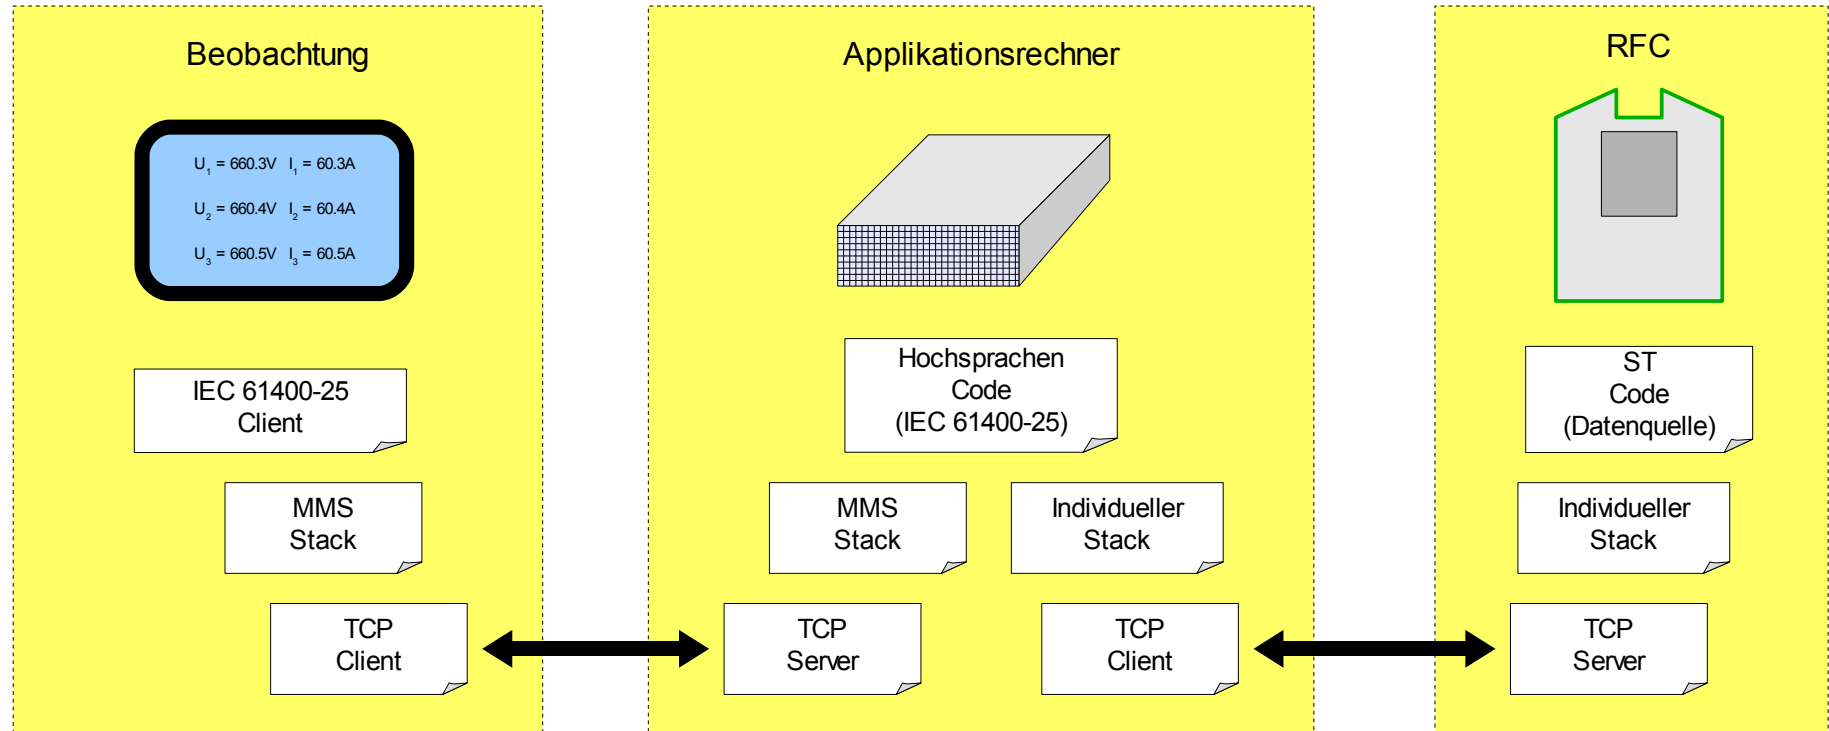 Beobachtung
U1 = 660.3V I1 = 60.3A
U2 = 660.4V I2 = 60.4A
U3 = 660.5V I3 = 60.5A
IEC 61400-25
Client
MMS
Stack
TCP
Client
Applikationsrechner
Hochsprachen
Code
(IEC 61400-25)
MMS
Stack
Individueller
Stack
TCP
Server
TCP
Client
RFC
ST
Code
(Datenquelle)
Individueller
Stack
TCP
Server